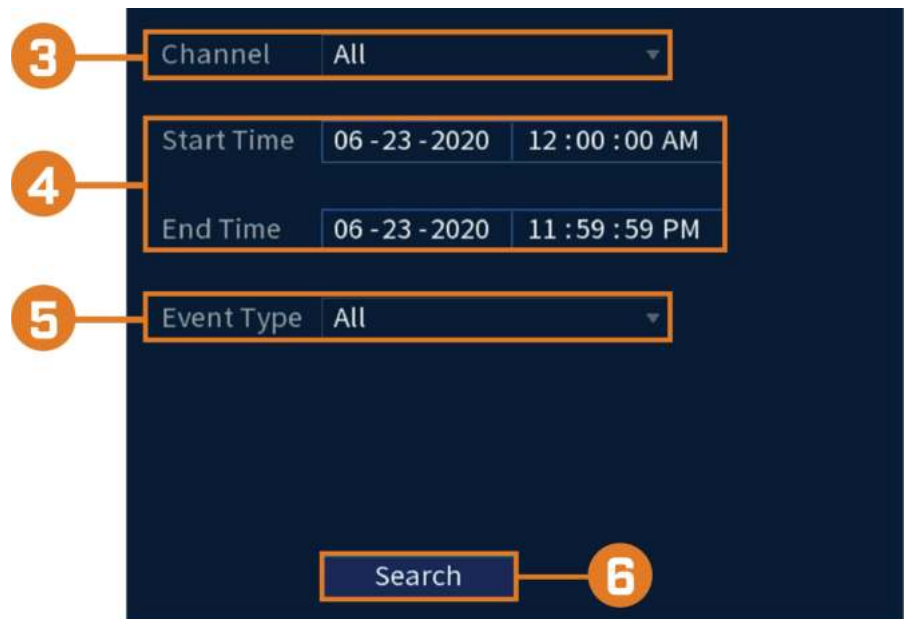 3 Channel All
4 Start Time 06 - 23 - 2020 12 : 00 : 00 AM
End Time 06 - 23 - 2020 11 : 59 : 59 PM
5 Event Type All
Search 6